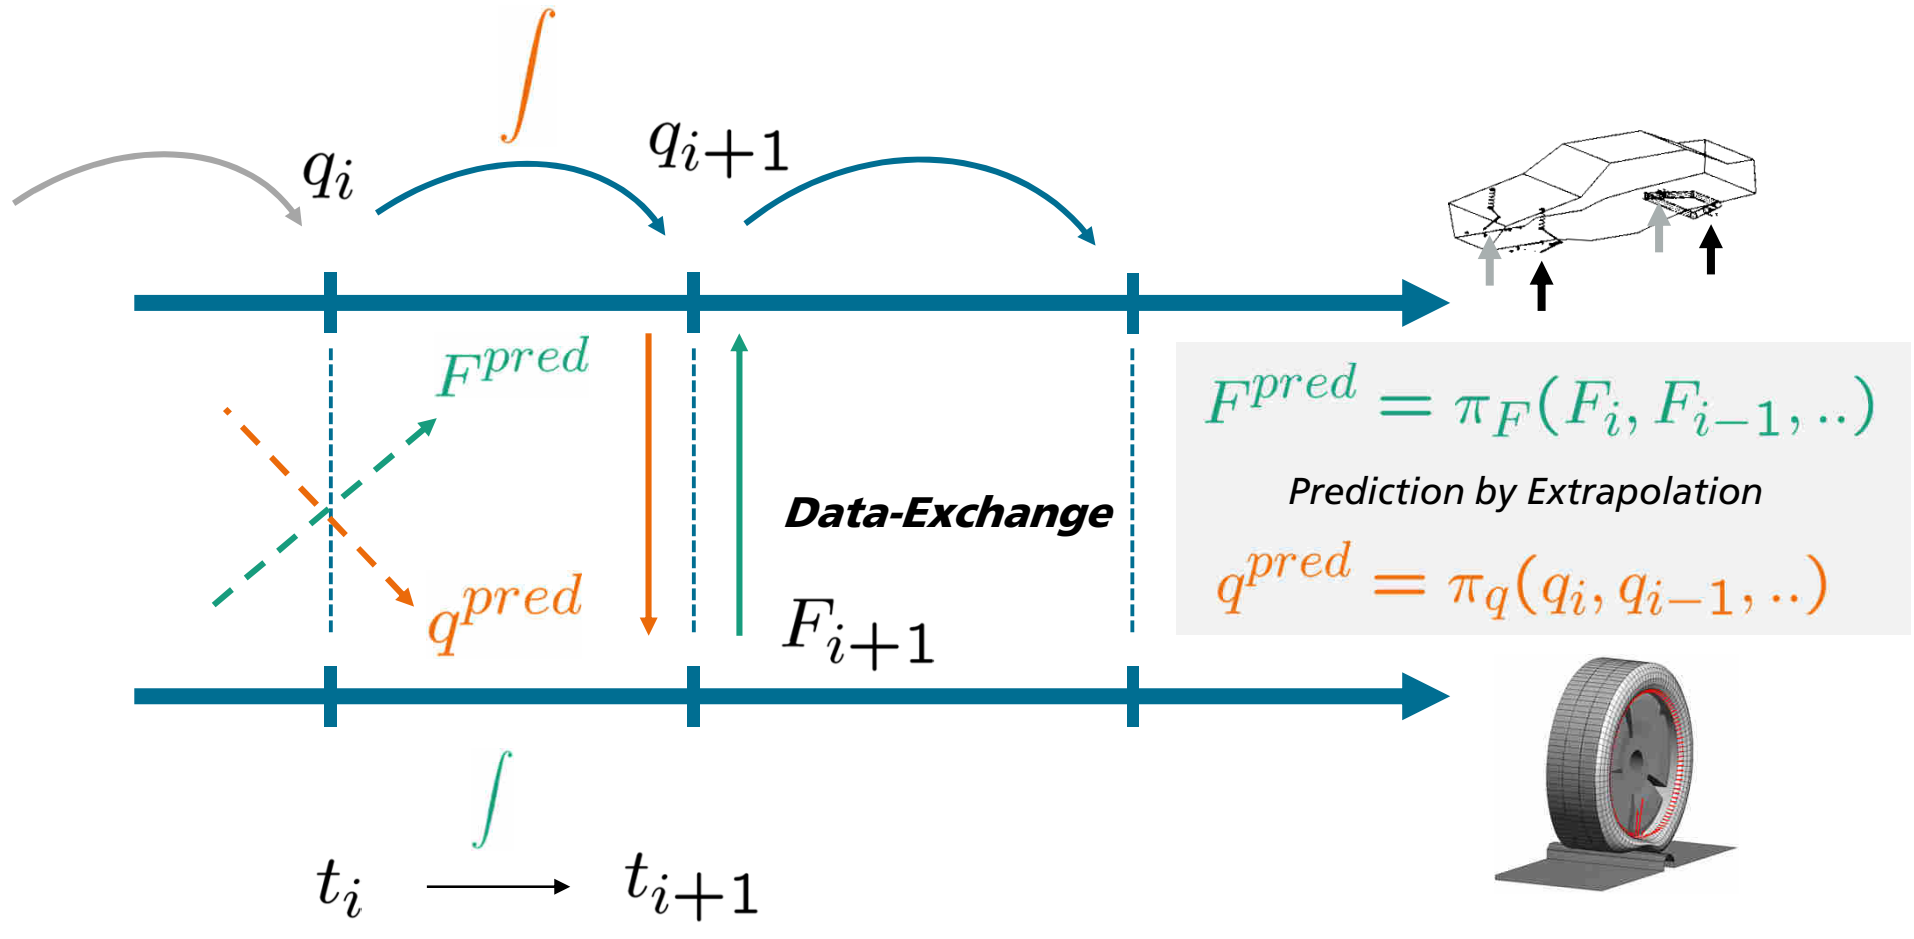 ∫
q_i
q_{i+1}
F^{pred}
F^{pred} = π_F(F_i, F_{i−1}, ..)
Prediction by Extrapolation
Data-Exchange
q^{pred} = π_q(q_i, q_{i−1}, ..)
q^{pred}
F_{i+1}
∫
t_i → t_{i+1}